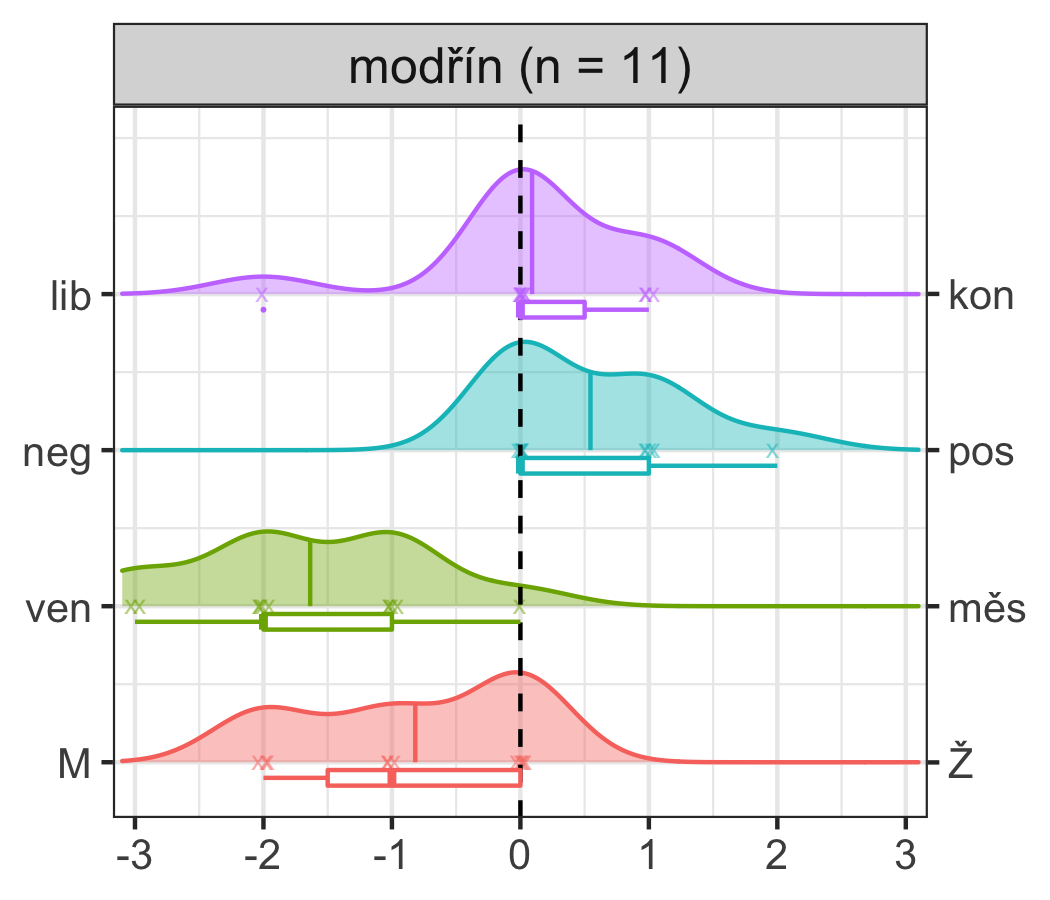 modřín (n = 11)
lib kon
neg pos
ven měs
M Ž
-3 -2 -1 0 1 2 3